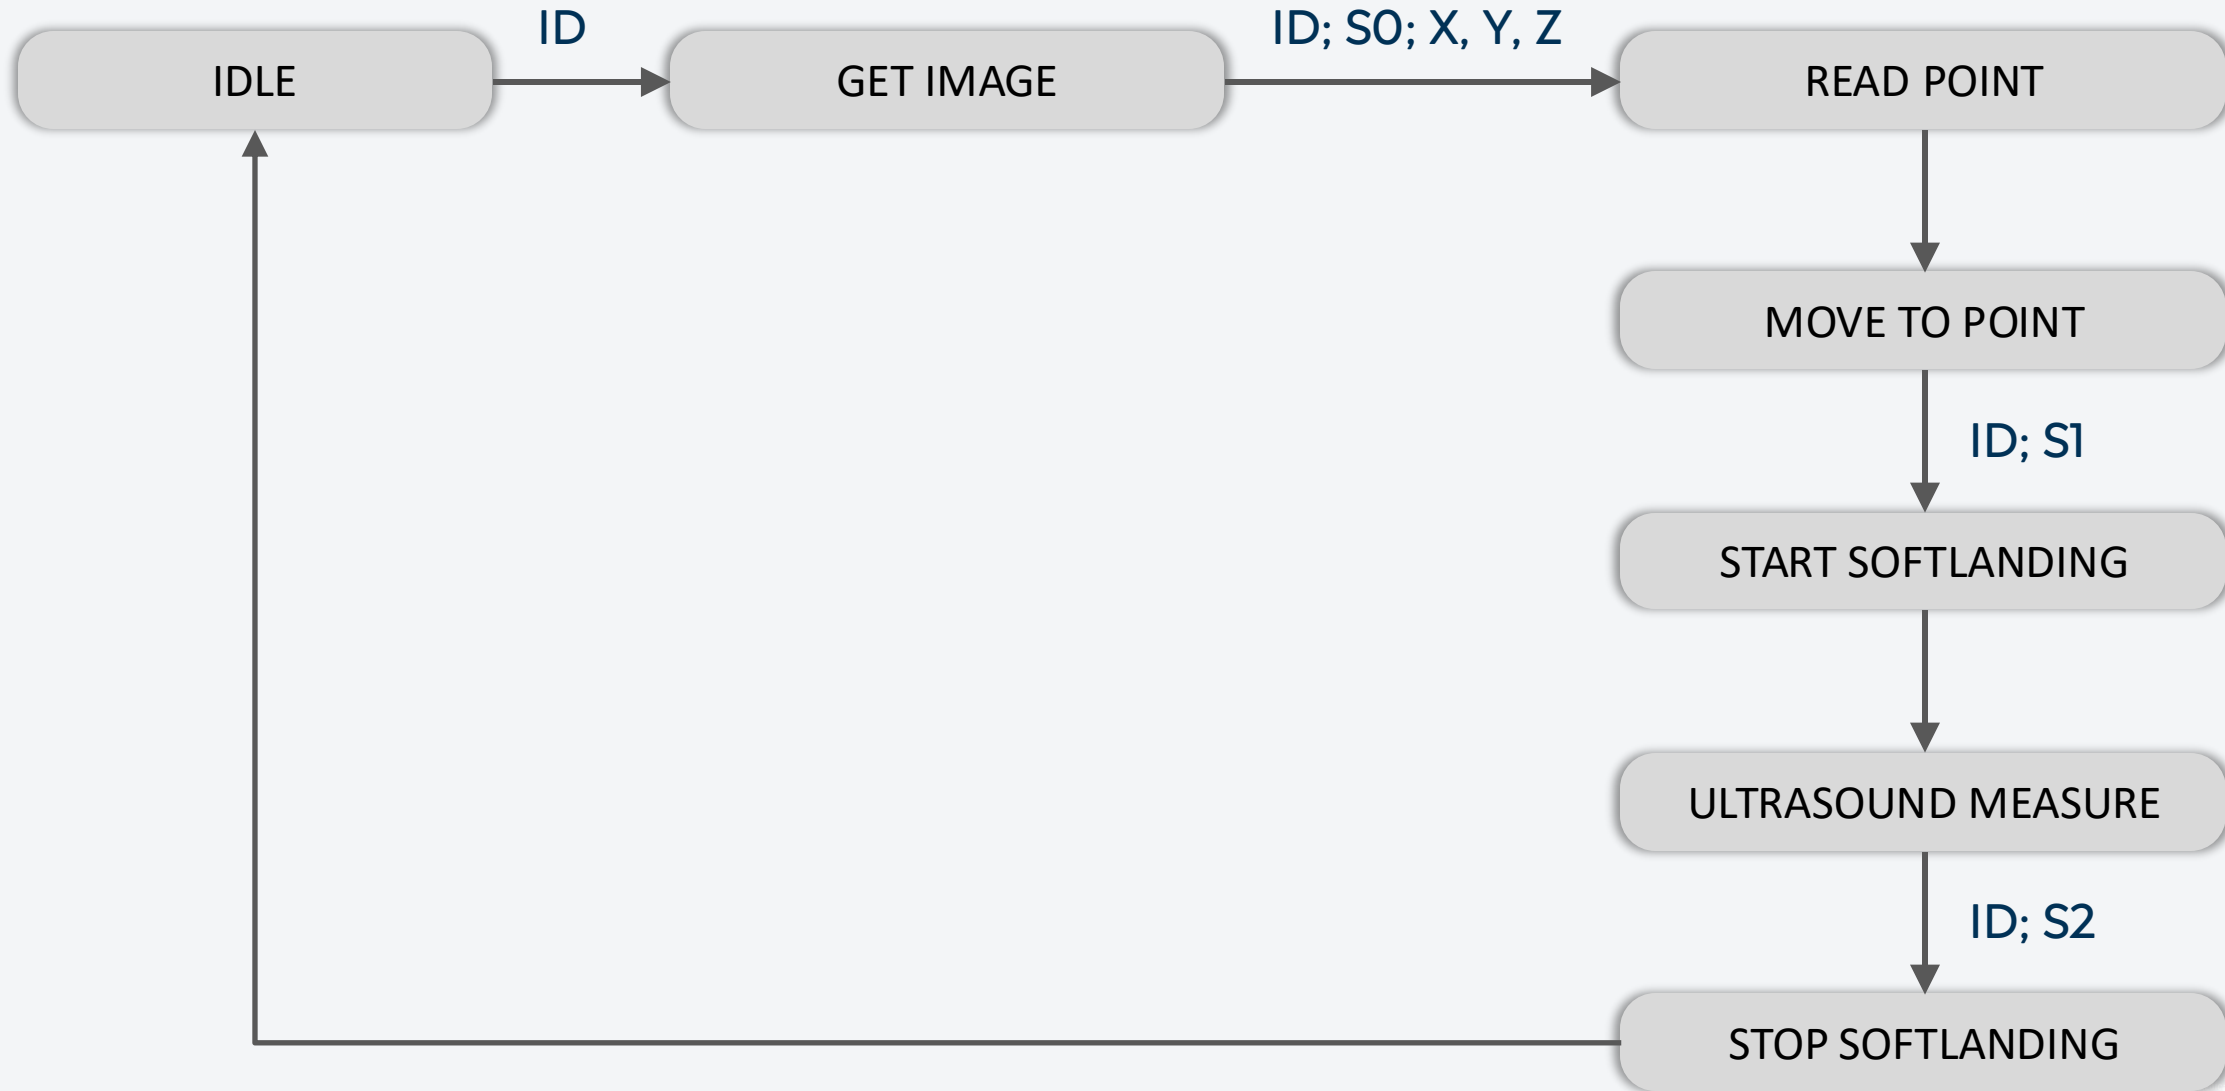 IDLE
ID
GET IMAGE
ID; S0; X, Y, Z
READ POINT
MOVE TO POINT
ID; S1
START SOFTLANDING
ULTRASOUND MEASURE
ID; S2
STOP SOFTLANDING